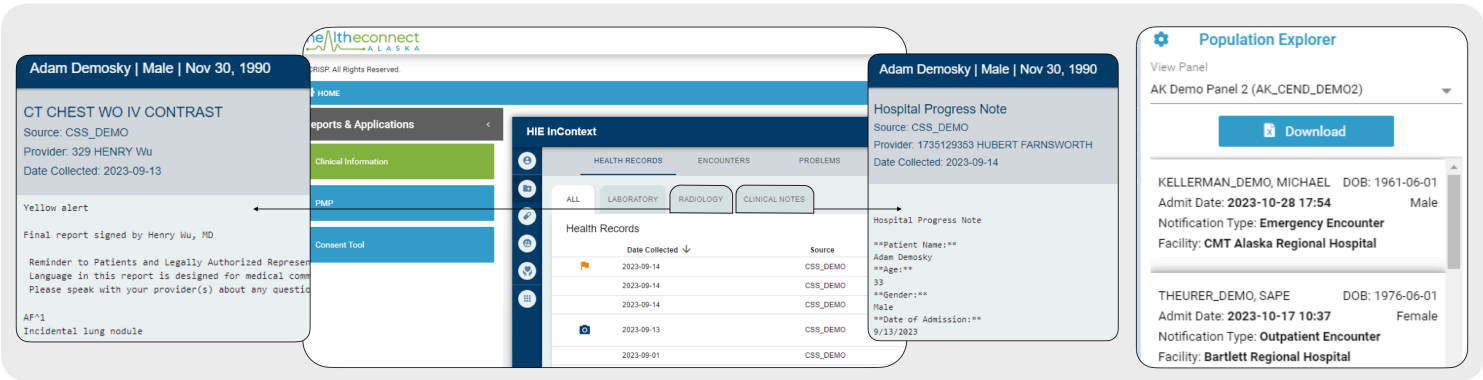 Adam Demosky | Male | Nov 30, 1990
CT CHEST WO IV CONTRAST
Source: CSS_DEMO
Provider: 329 HENRY Wu
Date Collected: 2023-09-13
Yellow alert
Final report signed by Henry Wu, MD
Reminder to Patients and Legally Authorized Represen
Language in this report is designed for medical comm
Please speak with your provider(s) about any questio
AF^1
Incidental lung nodule
healtheconnect
ALASKA
CRISP. All Rights Reserved.
HOME
eports & Applications
Clinical Information
PMP
Consent Tool
HIE InContext
HEALTH RECORDS ENCOUNTERS PROBLEMS
ALL LABORATORY RADIOLOGY CLINICAL NOTES
Health Records
Date Collected Source
2023-09-14 CSS_DEMO
2023-09-14 CSS_DEMO
2023-09-14 CSS_DEMO
2023-09-13 CSS_DEMO
2023-09-01 CSS_DEMO
Adam Demosky | Male | Nov 30, 1990
Hospital Progress Note
Source: CSS_DEMO
Provider: 1735129353 HUBERT FARNSWORTH
Date Collected: 2023-09-14
Hospital Progress Note
**Patient Name:**
Adam Demosky
**Age:**
33
**Gender:**
Male
**Date of Admission:**
9/13/2023
Population Explorer
View Panel
AK Demo Panel 2 (AK_CEND_DEMO2)
Download
KELLERMAN_DEMO, MICHAEL DOB: 1961-06-01
Admit Date: 2023-10-28 17:54 Male
Notification Type: Emergency Encounter
Facility: CMT Alaska Regional Hospital
THEURER_DEMO, SAPE DOB: 1976-06-01
Admit Date: 2023-10-17 10:37 Female
Notification Type: Outpatient Encounter
Facility: Bartlett Regional Hospital